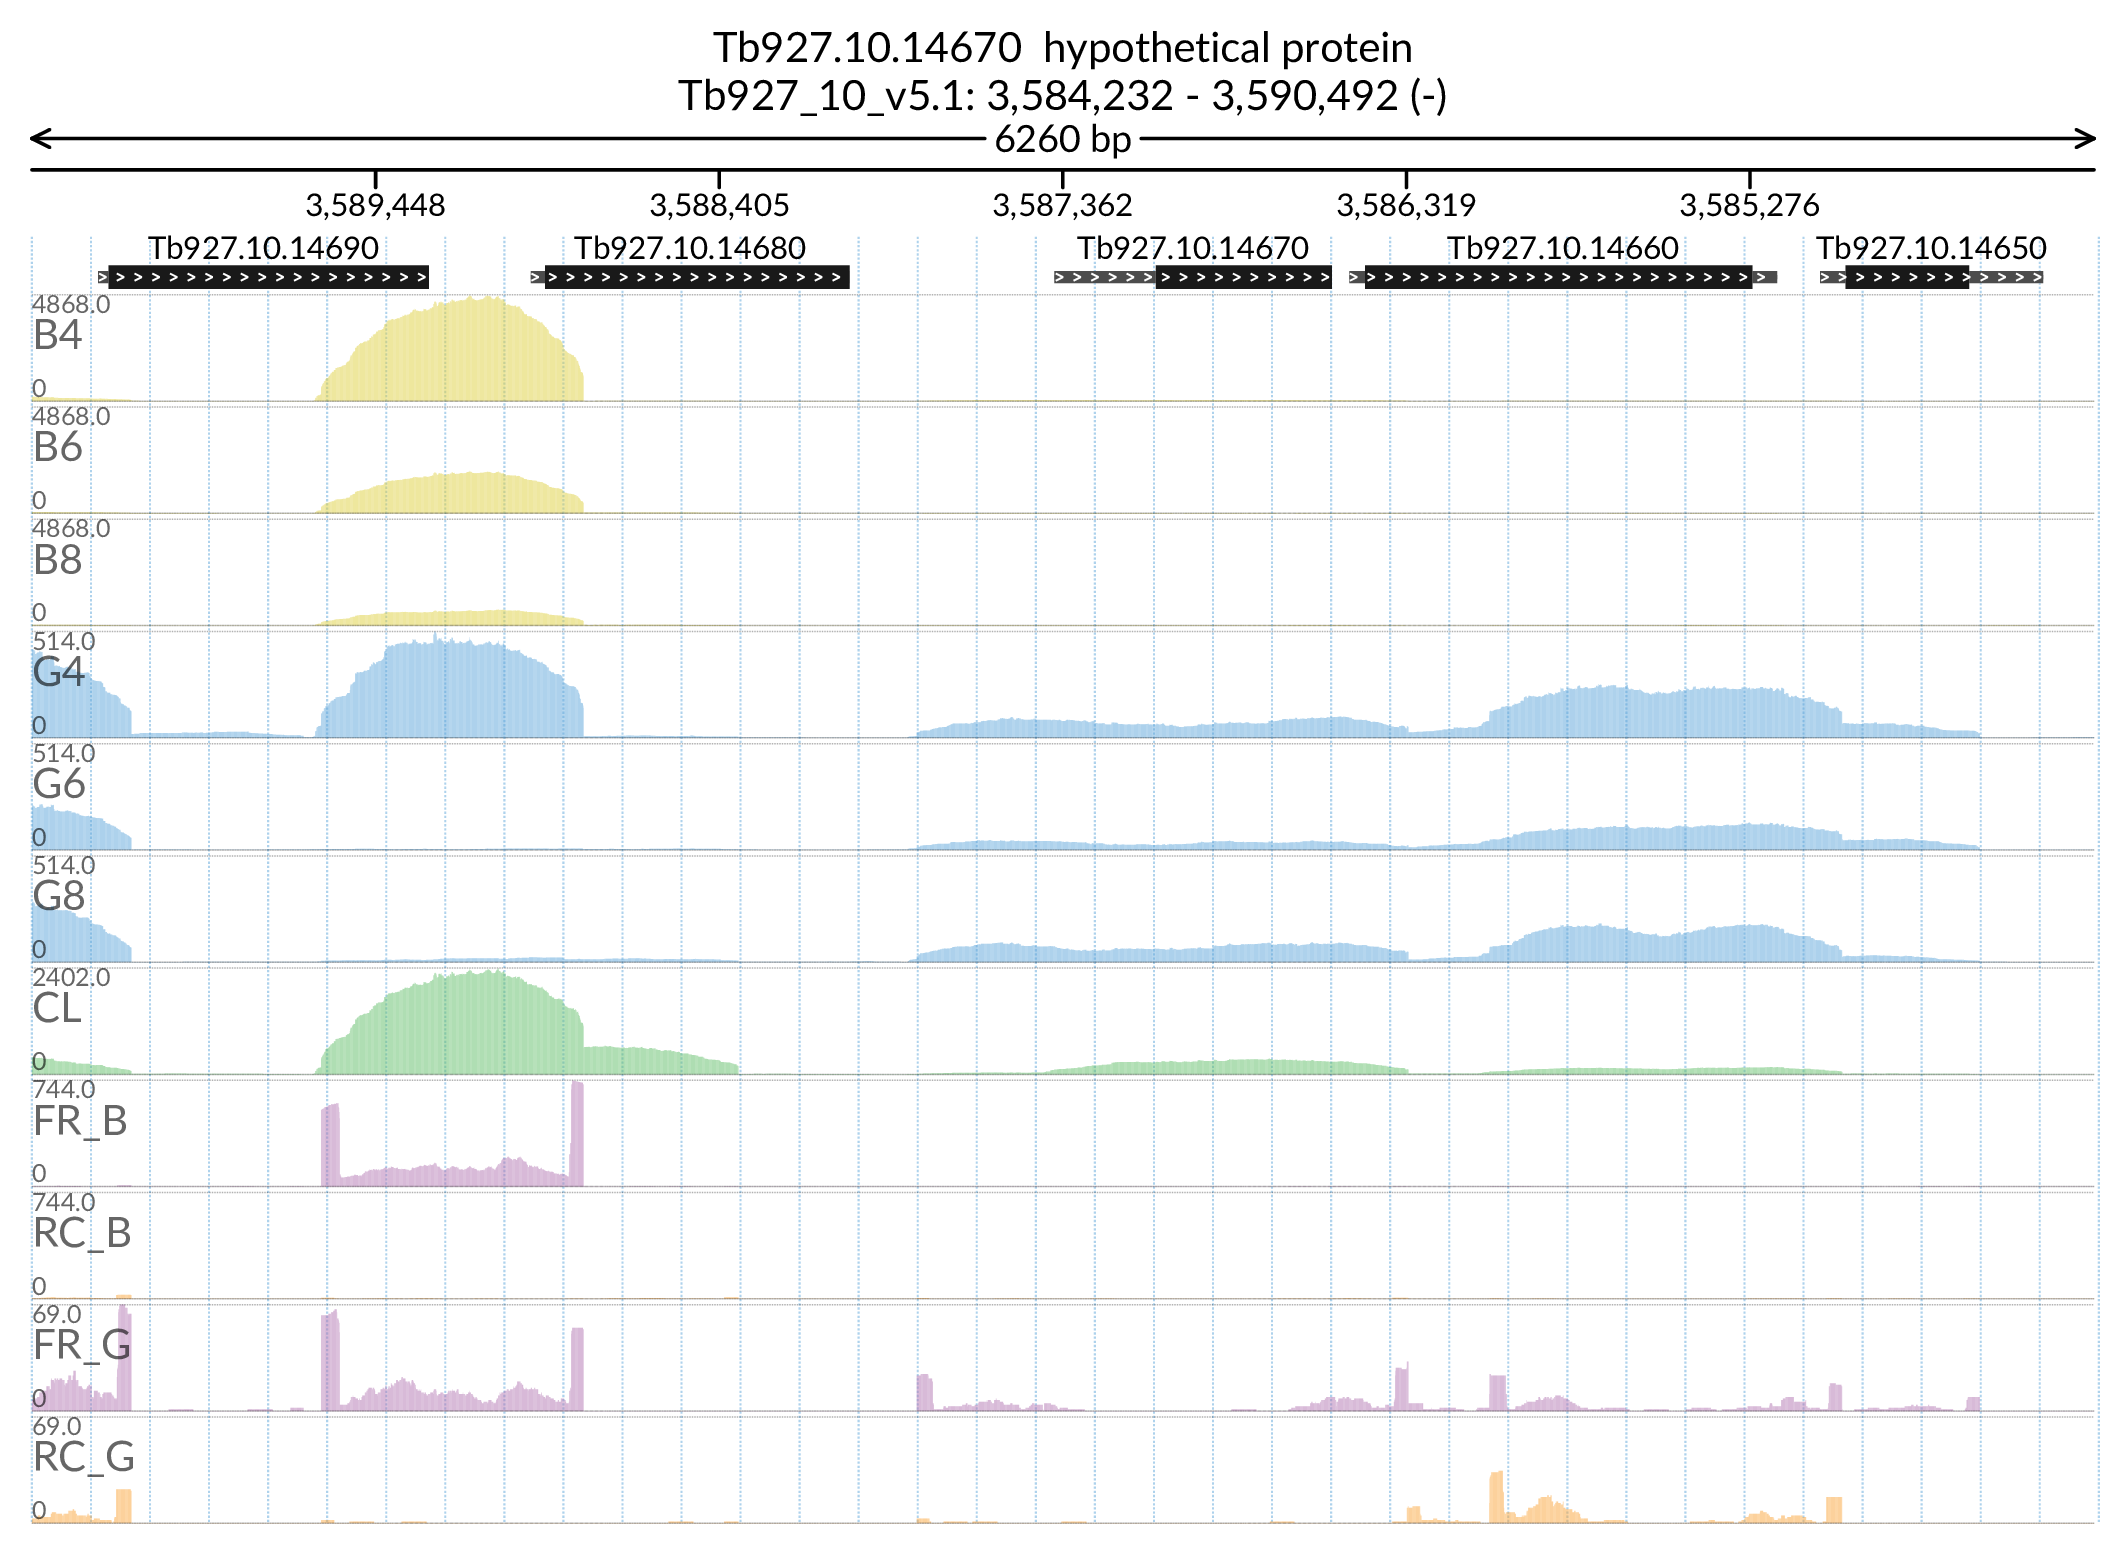 Tb927.10.14670 hypothetical protein
Tb927_10_v5.1: 3,584,232 - 3,590,492 (-)
6260 bp
3,589,448 3,588,405 3,587,362 3,586,319 3,585,276
Tb927.10.14690 Tb927.10.14680 Tb927.10.14670 Tb927.10.14660 Tb927.10.14650
4868.0
B4
0
4868.0
B6
0
4868.0
B8
0
514.0
G4
0
514.0
G6
0
514.0
G8
0
2402.0
CL
0
744.0
FR_B
0
744.0
RC_B
0
69.0
FR_G
0
69.0
RC_G
0